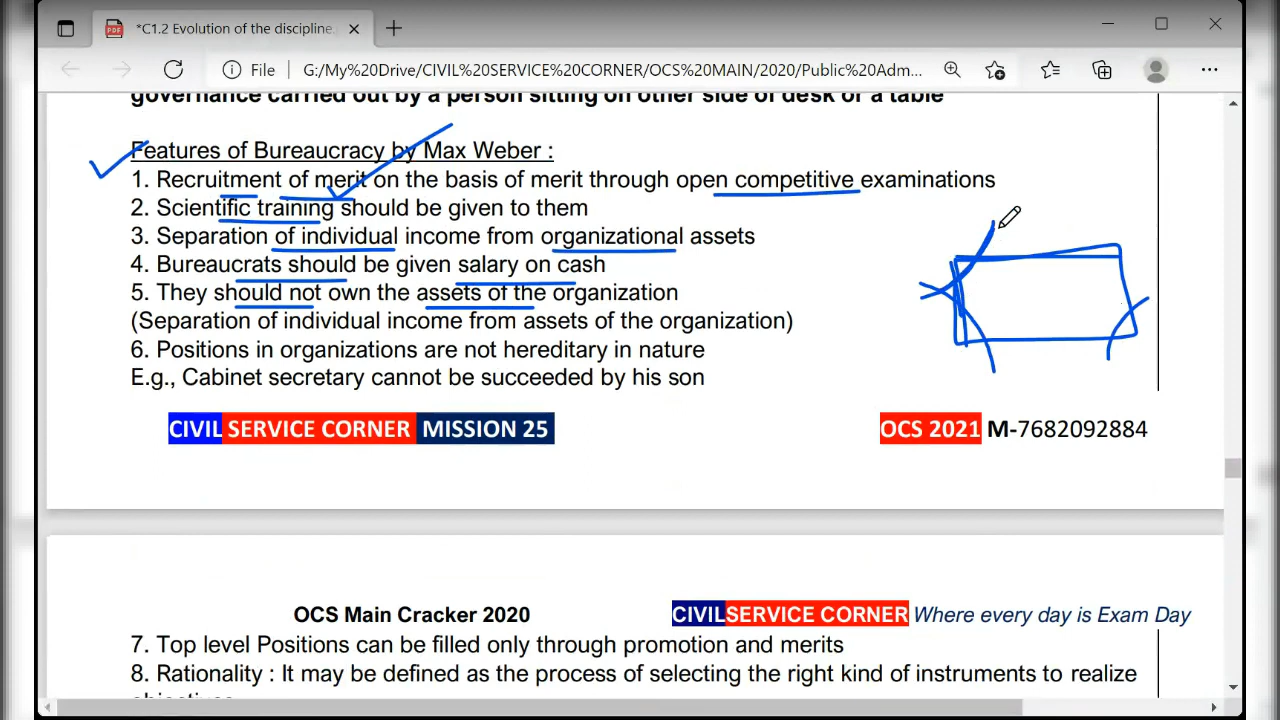 *C1.2 Evolution of the discipline.
File G:/My%20Drive/CIVIL%20SERVICE%20CORNER/OCS%20MAIN/2020/Public%20Adm...
governance carried out by a person sitting on other side of desk or a table
Features of Bureaucracy by Max Weber :
1. Recruitment of merit on the basis of merit through open competitive examinations
2. Scientific training should be given to them
3. Separation of individual income from organizational assets
4. Bureaucrats should be given salary on cash
5. They should not own the assets of the organization
(Separation of individual income from assets of the organization)
6. Positions in organizations are not hereditary in nature
E.g., Cabinet secretary cannot be succeeded by his son
CIVIL SERVICE CORNER MISSION 25 OCS 2021 M-7682092884
OCS Main Cracker 2020 CIVILSERVICE CORNER Where every day is Exam Day
7. Top level Positions can be filled only through promotion and merits
8. Rationality : It may be defined as the process of selecting the right kind of instruments to realize
objectives